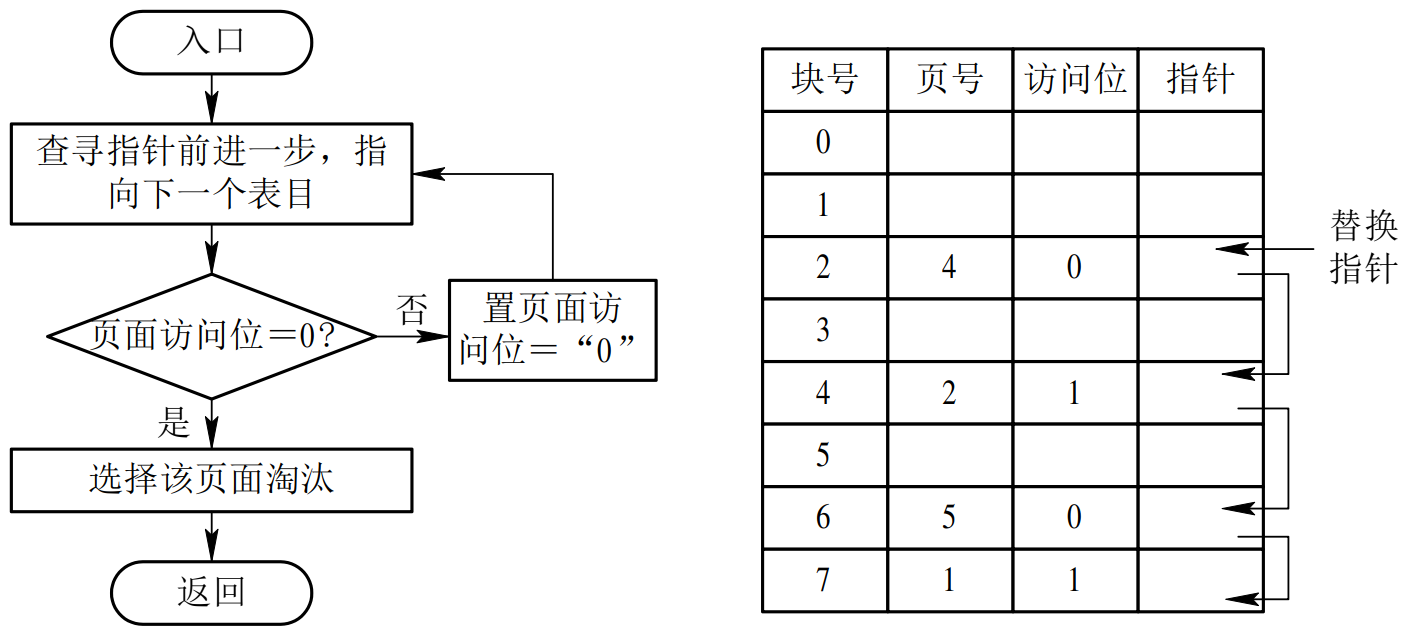 入口
查寻指针前进一步，指
向下一个表目
页面访问位＝0?
否
置页面访
问位＝“0”
是
选择该页面淘汰
返回
块号 页号 访问位 指针
0
1
2 4 0
3
4 2 1
5
6 5 0
7 1 1
替换
指针